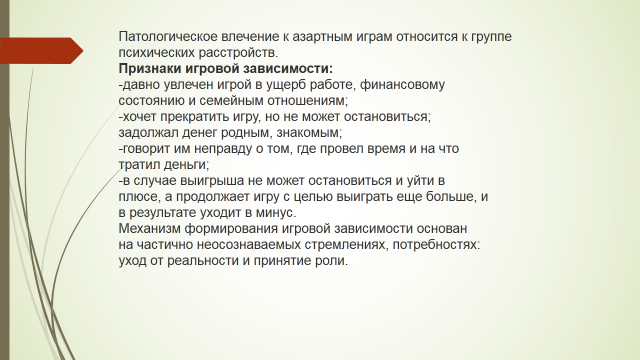 Патологическое влечение к азартным играм относится к группе
психических расстройств.
Признаки игровой зависимости:
-давно увлечен игрой в ущерб работе, финансовому
состоянию и семейным отношениям;
-хочет прекратить игру, но не может остановиться;
задолжал денег родным, знакомым;
-говорит им неправду о том, где провел время и на что
тратил деньги;
-в случае выигрыша не может остановиться и уйти в
плюсе, а продолжает игру с целью выиграть еще больше, и
в результате уходит в минус.
Механизм формирования игровой зависимости основан
на частично неосознаваемых стремлениях, потребностях:
уход от реальности и принятие роли.